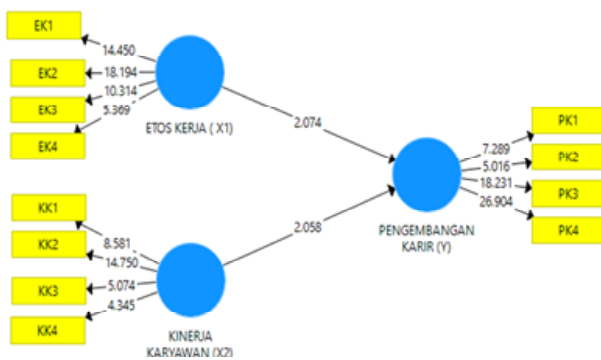 EK1
14.450
EK2
18.194
EK3
10.314
EK4
5.369
ETOS KERJA ( X1)
2.074
KK1
8.581
KK2
14.750
KK3
5.074
KK4
4.345
KINERJA
KARYAWAN (X2)
2.058
PENGEMBANGAN
KARIR (Y)
7.289
PK1
5.016
PK2
18.231
PK3
26.904
PK4